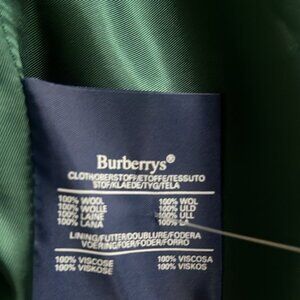 Burberrys®
CLOTH/OBERSTOFF/ETOFFE/TESSUTO
STOF/KLAEDE/TYG/TELA
100% WOOL 100% WOL
100% WOLLE 100% ULD
100% LAINE 100% ULL
100% LANA 100% LA
LINING/FUTTER/DOUBLURE/FODERA
VOERING/FOER/FODER/FORRO
100% VISCOSE 100% VISCOSA
100% VISKOSE 100% VISKOS